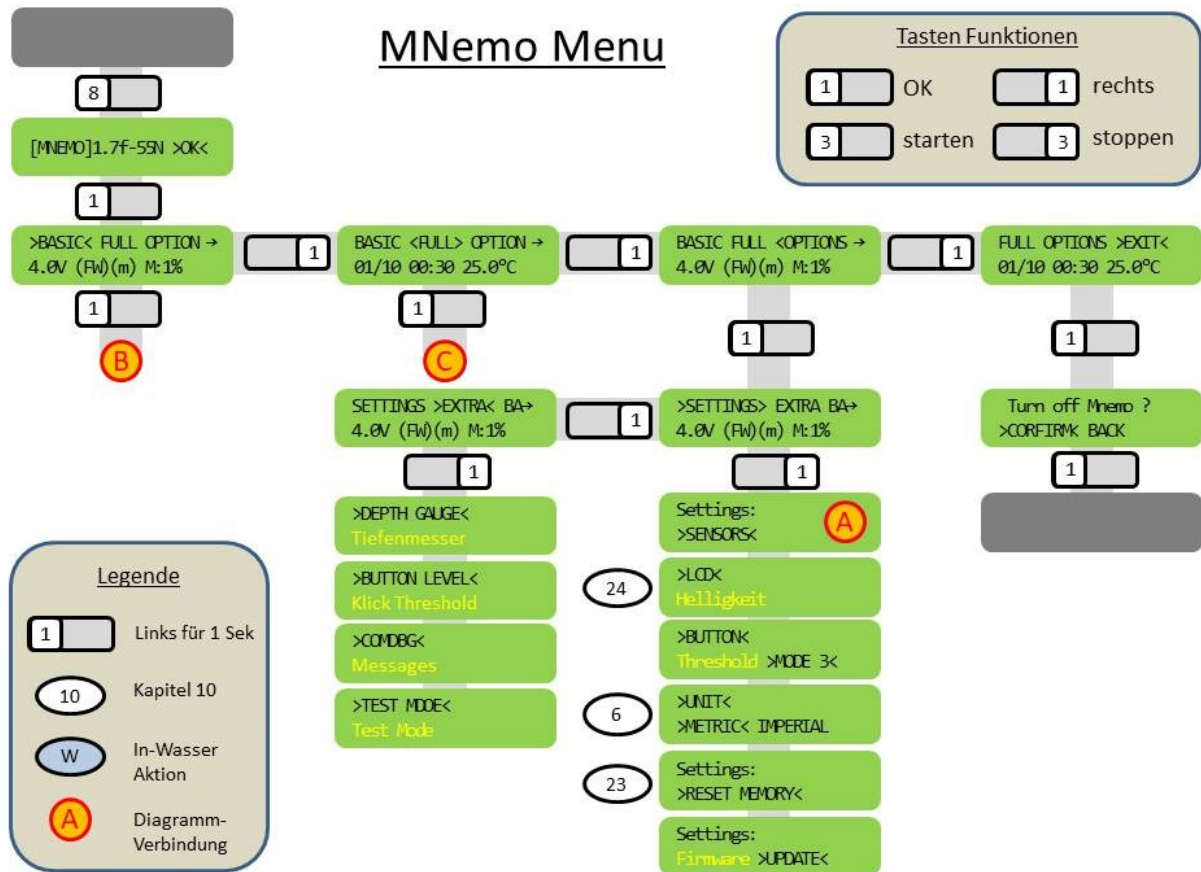 MNemo Menu
Tasten Funktionen
1 OK
1 rechts
3 starten
3 stoppen
8
[MNEMO]1.7f-55N >OK<
1
>BASIC< FULL OPTION →
4.0V (FW)(m) M:1%
1
BASIC <FULL> OPTION →
01/10 00:30 25.0°C
1
BASIC FULL <OPTIONS →
4.0V (FW)(m) M:1%
1
FULL OPTIONS >EXIT<
01/10 00:30 25.0°C
1
B
1
C
1
1
SETTINGS >EXTRA< BA→
4.0V (FW)(m) M:1%
1
>SETTINGS> EXTRA BA→
4.0V (FW)(m) M:1%
Turn off Mnemo ?
>CORFIRM< BACK
1
1
1
>DEPTH GAUGE<
Tiefenmesser
>BUTTON LEVEL<
Klick Threshold
>COMDBG<
Messages
>TEST MDOE<
Test Mode
Settings:
>SENSORS<
A
24
>LCD<
Helligkeit
>BUTTON<
Threshold >MODE 3<
6
>UNIT<
>METRIC< IMPERIAL
23
Settings:
>RESET MEMORY<
Settings:
Firmware >UPDATE<
Legende
1 Links für 1 Sek
10 Kapitel 10
W In-Wasser
Aktion
A Diagramm-
Verbindung